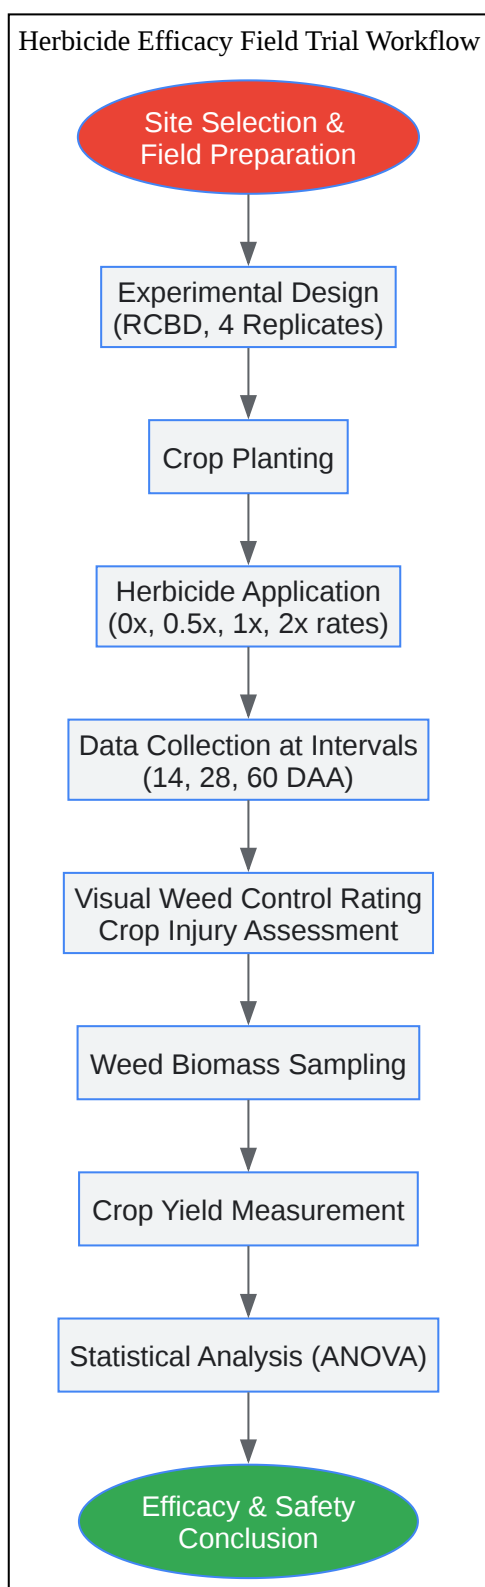 Herbicide Efficacy Field Trial Workflow
Site Selection &
Field Preparation
Experimental Design
(RCBD, 4 Replicates)
Crop Planting
Herbicide Application
(0x, 0.5x, 1x, 2x rates)
Data Collection at Intervals
(14, 28, 60 DAA)
Visual Weed Control Rating
Crop Injury Assessment
Weed Biomass Sampling
Crop Yield Measurement
Statistical Analysis (ANOVA)
Efficacy & Safety
Conclusion